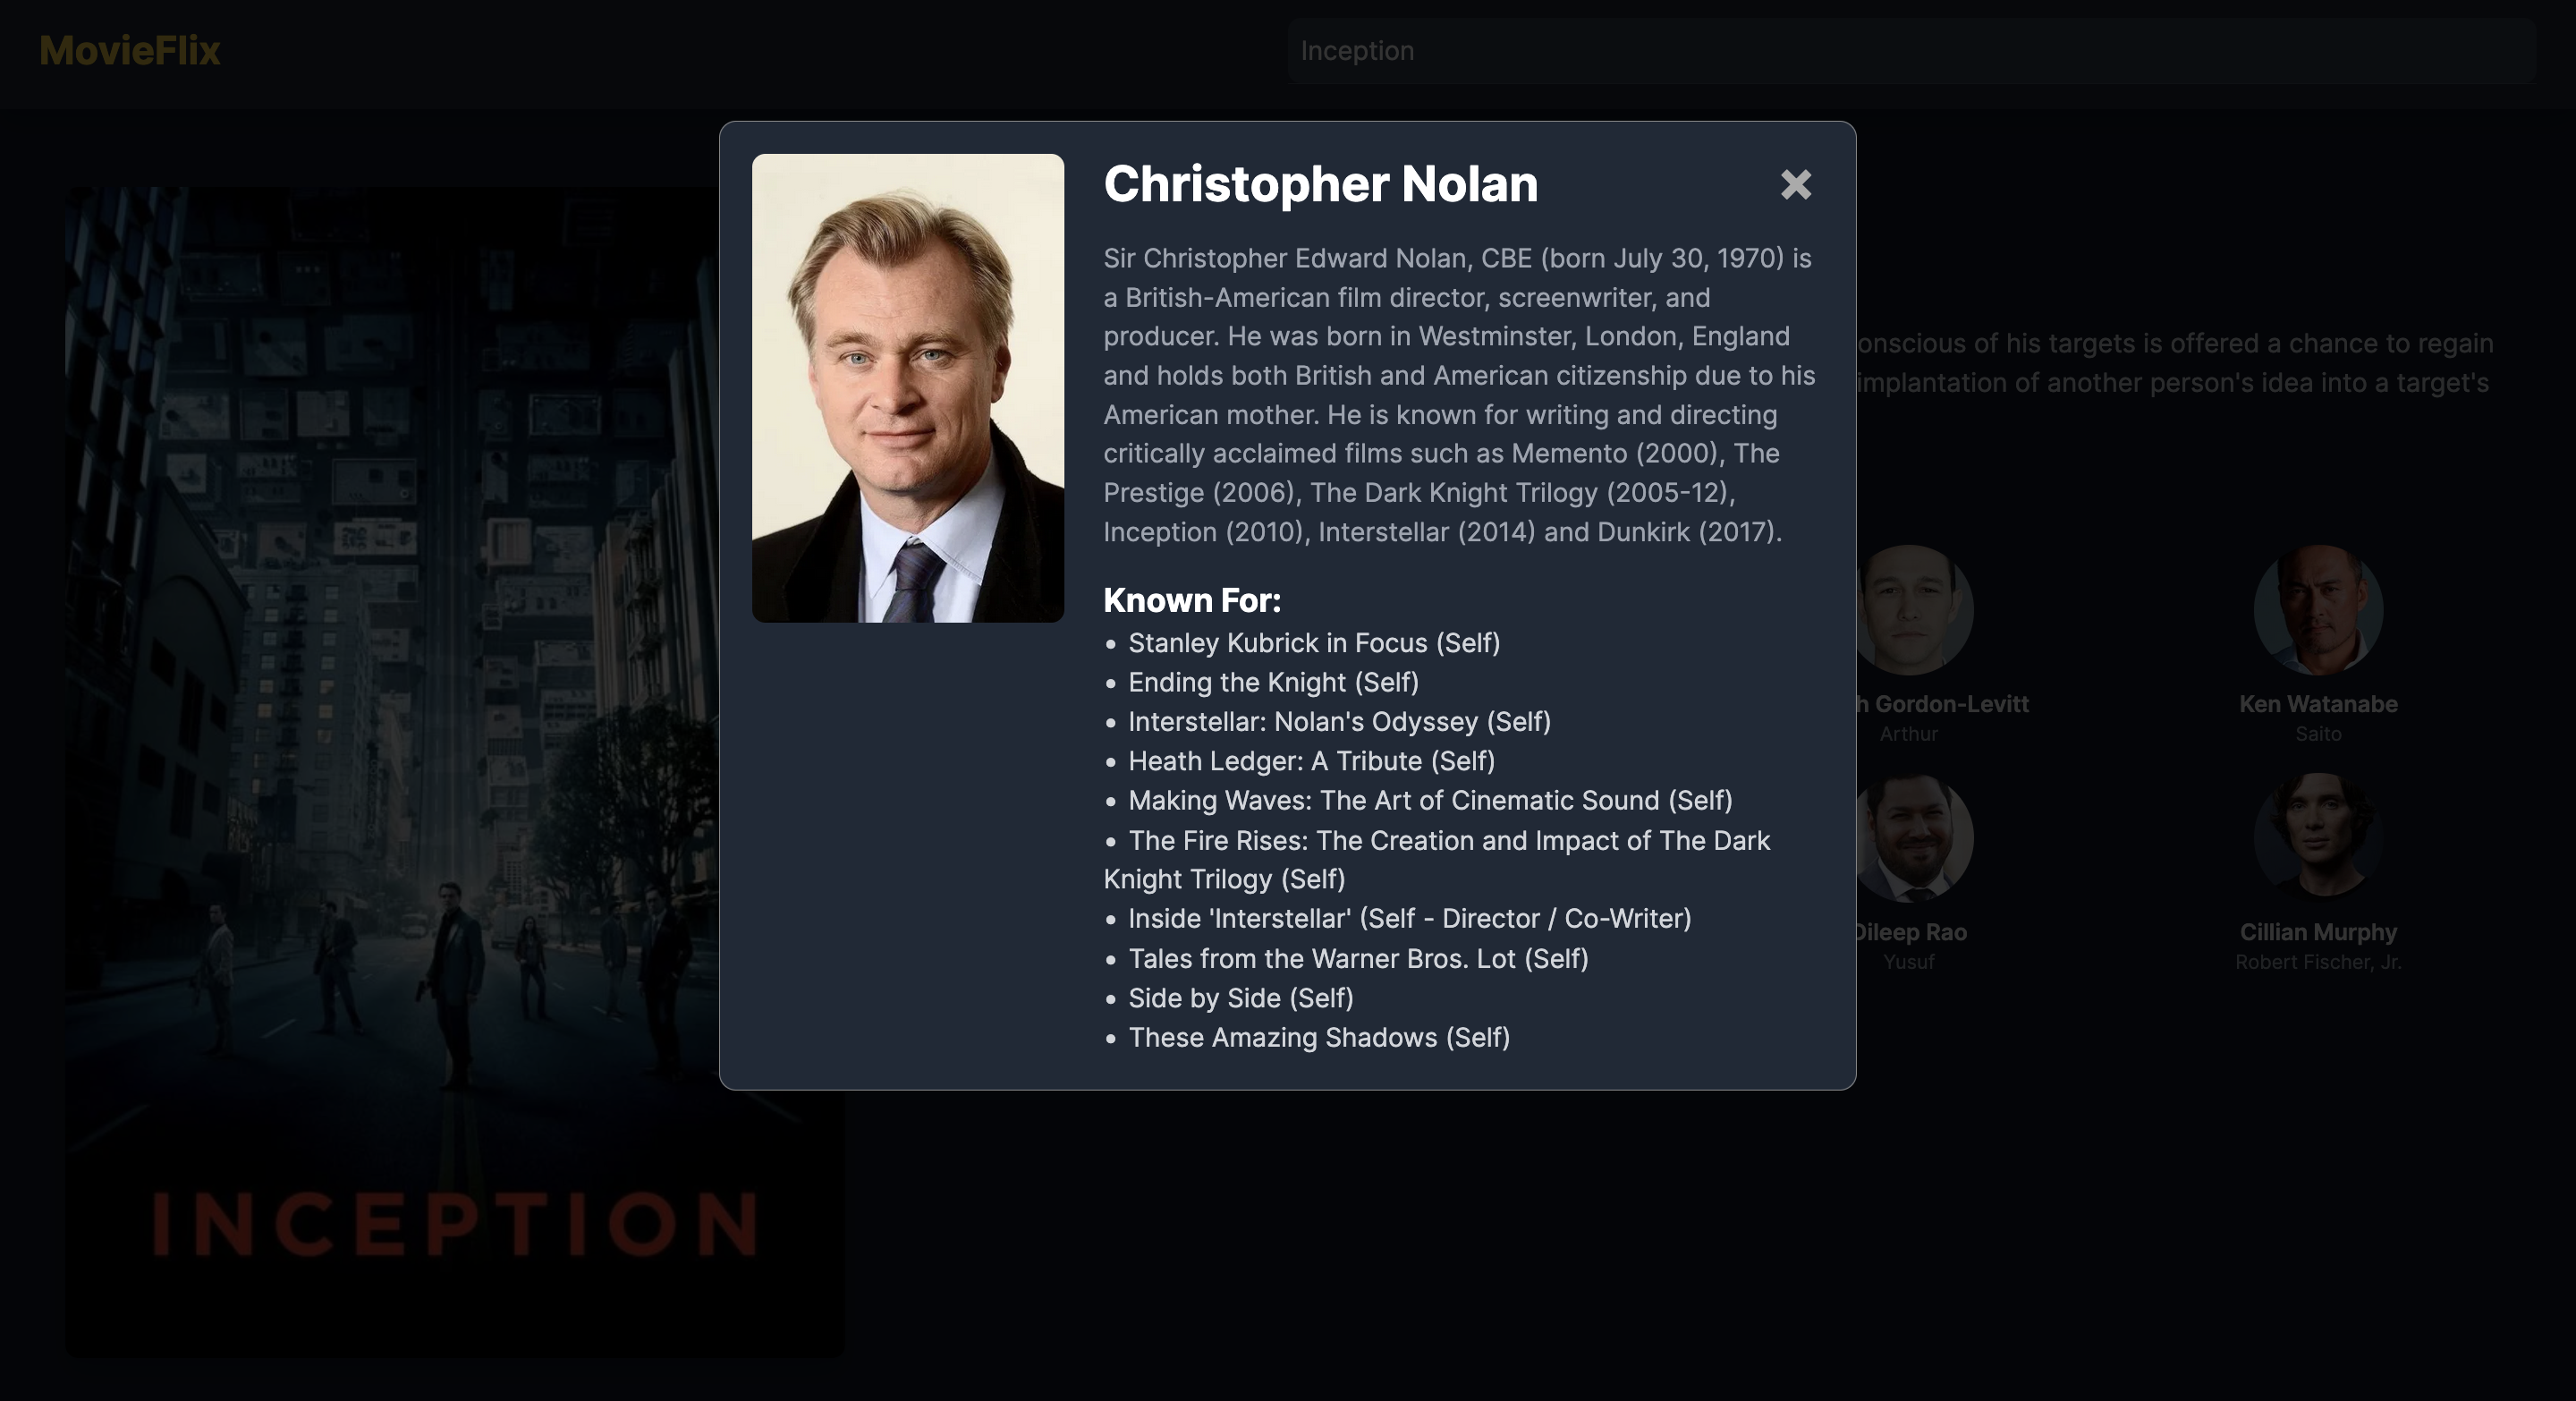 MovieFlix
Inception
Christopher Nolan
Sir Christopher Edward Nolan, CBE (born July 30, 1970) is
a British-American film director, screenwriter, and
producer. He was born in Westminster, London, England
and holds both British and American citizenship due to his
American mother. He is known for writing and directing
critically acclaimed films such as Memento (2000), The
Prestige (2006), The Dark Knight Trilogy (2005-12),
Inception (2010), Interstellar (2014) and Dunkirk (2017).
Known For:
• Stanley Kubrick in Focus (Self)
• Ending the Knight (Self)
• Interstellar: Nolan's Odyssey (Self)
• Heath Ledger: A Tribute (Self)
• Making Waves: The Art of Cinematic Sound (Self)
• The Fire Rises: The Creation and Impact of The Dark
Knight Trilogy (Self)
• Inside 'Interstellar' (Self - Director / Co-Writer)
• Tales from the Warner Bros. Lot (Self)
• Side by Side (Self)
• These Amazing Shadows (Self)
onscious of his targets is offered a chance to regain
implantation of another person's idea into a target's
h Gordon-Levitt
Arthur
Ken Watanabe
Saito
Dileep Rao
Yusuf
Cillian Murphy
Robert Fischer, Jr.
INCEPTION